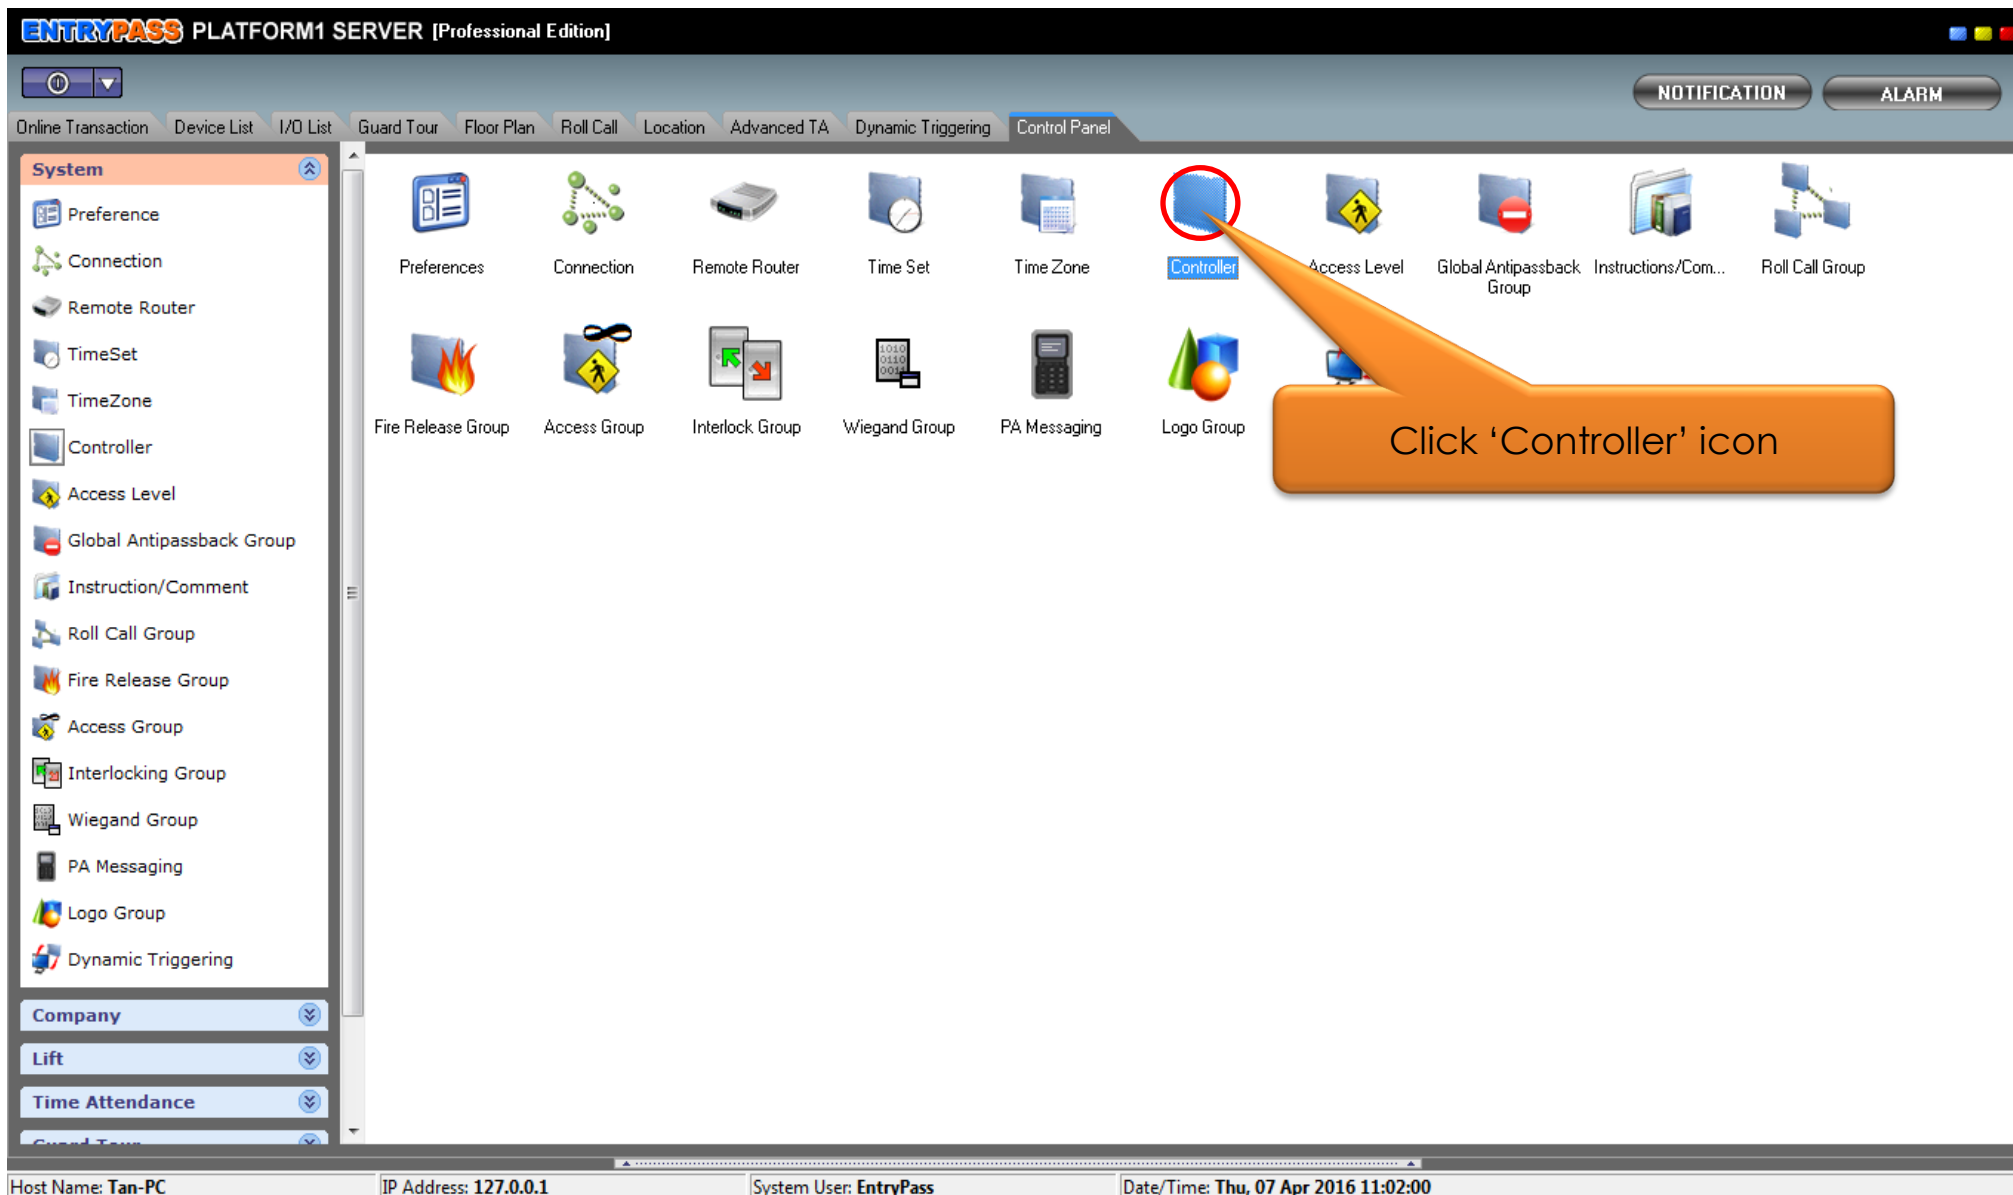 ENTRYPASS PLATFORM1 SERVER [Professional Edition]
NOTIFICATION ALARM
Online Transaction Device List I/O List Guard Tour Floor Plan Roll Call Location Advanced TA Dynamic Triggering Control Panel
System
Preference
Connection
Remote Router
TimeSet
TimeZone
Controller
Access Level
Global Antipassback Group
Instruction/Comment
Roll Call Group
Fire Release Group
Access Group
Interlocking Group
Wiegand Group
PA Messaging
Logo Group
Dynamic Triggering
Company
Lift
Time Attendance
Guard Tour
Preferences Connection Remote Router Time Set Time Zone Controller Access Level Global Antipassback Instructions/Com... Roll Call Group
Group
Fire Release Group Access Group Interlock Group Wiegand Group PA Messaging Logo Group
Click ‘Controller’ icon
Host Name: Tan-PC IP Address: 127.0.0.1 System User: EntryPass Date/Time: Thu, 07 Apr 2016 11:02:00